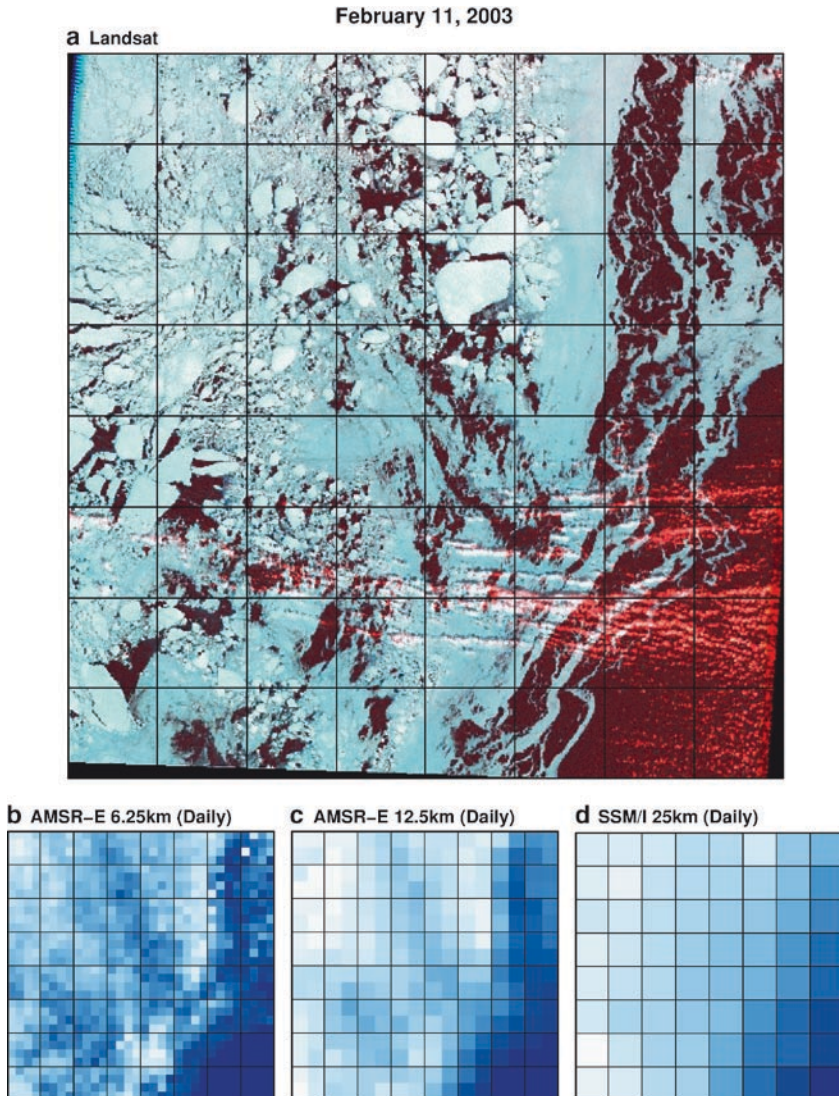 February 11, 2003
a Landsat
b AMSR-E 6.25km (Daily)
c AMSR-E 12.5km (Daily)
d SSM/I 25km (Daily)